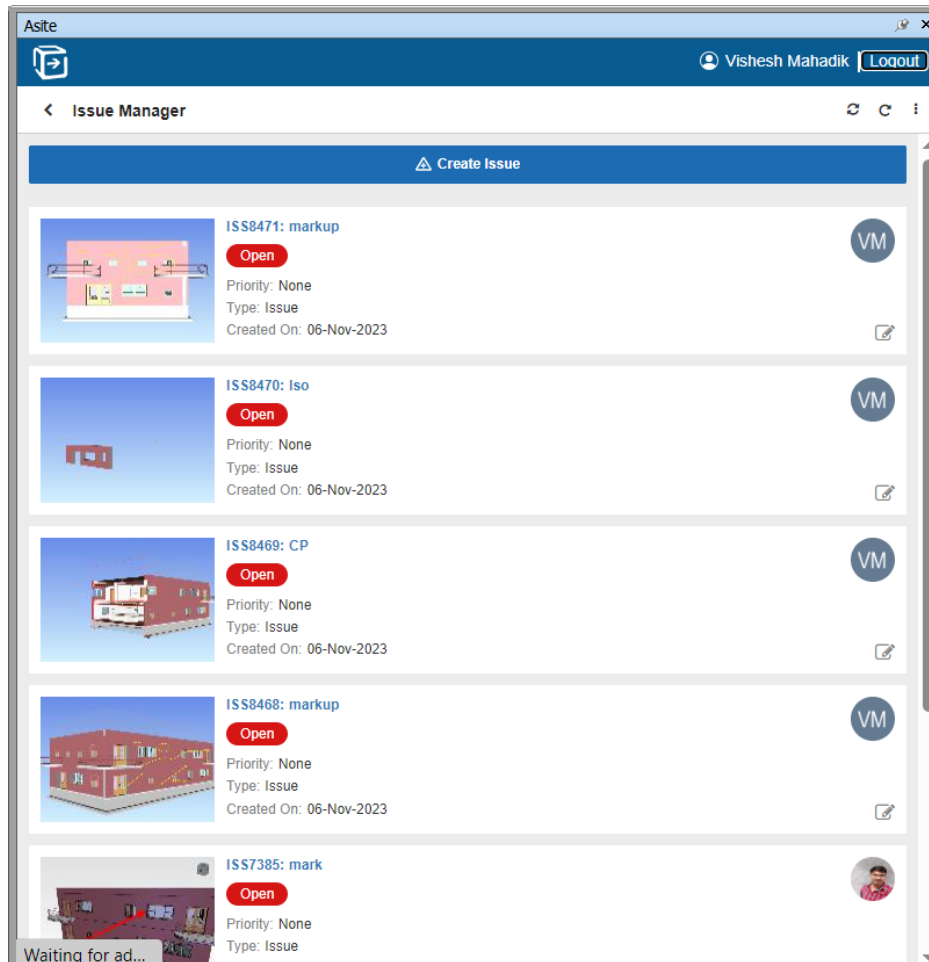 Asite
Vishesh Mahadik | Logout
Issue Manager
Create Issue
ISS8471: markup
VM
Open
Priority: None
Type: Issue
Created On: 06-Nov-2023
ISS8470: Iso
VM
Open
Priority: None
Type: Issue
Created On: 06-Nov-2023
ISS8469: CP
VM
Open
Priority: None
Type: Issue
Created On: 06-Nov-2023
ISS8468: markup
VM
Open
Priority: None
Type: Issue
Created On: 06-Nov-2023
ISS7385: mark
Open
Priority: None
Type: Issue
Waiting for ad...